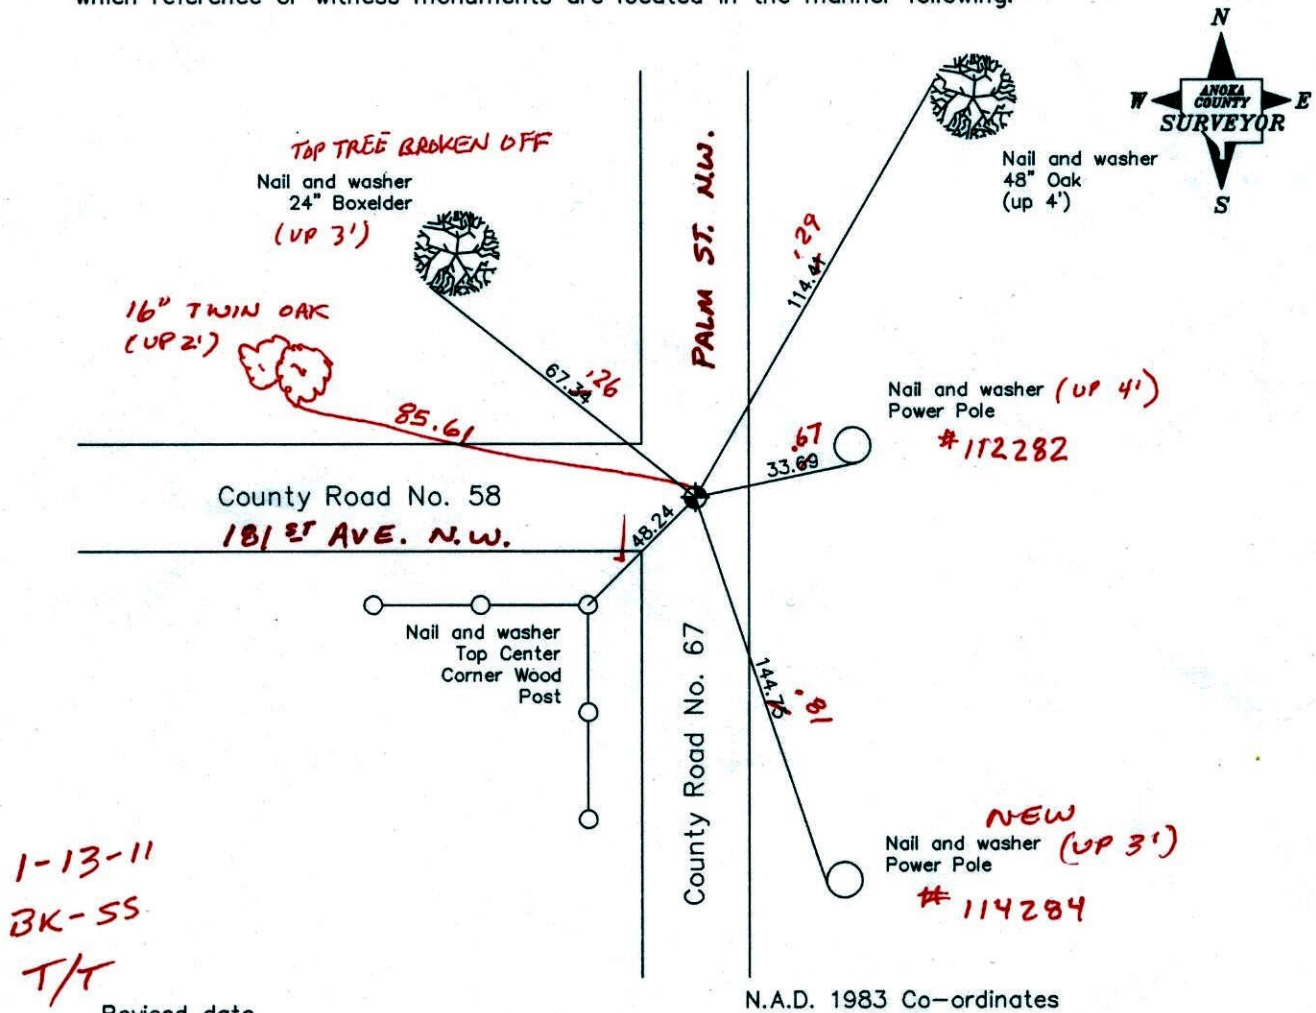 which reference or witness monuments are located in the manner following:
N
W ANOKA COUNTY E
SURVEYOR
S
TOP TREE BROKEN OFF
Nail and washer
24" Boxelder
(UP 3')
Nail and washer
48" Oak
(up 4')
PALM ST. N.W.
16" TWIN OAK
(UP 2')
.29
114.41
67.34 .26
85.61
Nail and washer (UP 4')
Power Pole
#112282
.67
33.69
County Road No. 58
181 ST AVE. N.W.
48.24
Nail and washer
Top Center
Corner Wood
Post
County Road No. 67
144.75 .81
NEW
Nail and washer (UP 3')
Power Pole
# 114284
1-13-11
BK-SS
T/T
Revised date
N.A.D. 1983 Co-ordinates